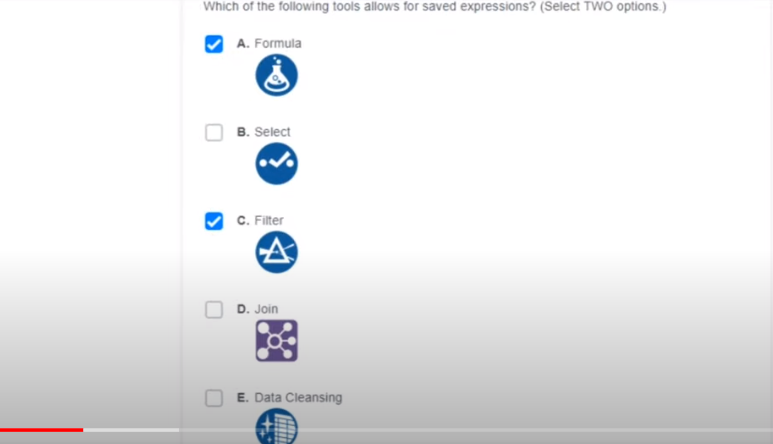 Which of the following tools allows for saved expressions? (Select TWO options.)
A. Formula
B. Select
C. Filter
D. Join
E. Data Cleansing